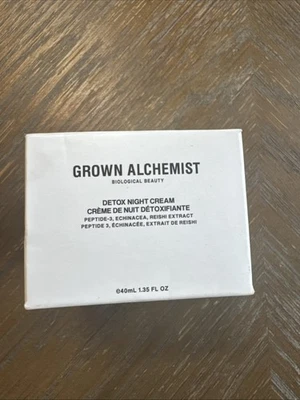 GROWN ALCHEMIST
BIOLOGICAL BEAUTY
DETOX NIGHT CREAM
CRÈME DE NUIT DÉTOXIFIANTE
PEPTIDE-3, ECHINACEA, REISHI EXTRACT
PEPTIDE 3, ÉCHINACÉE, EXTRAIT DE REISHI
℮40mL 1.35 FL OZ